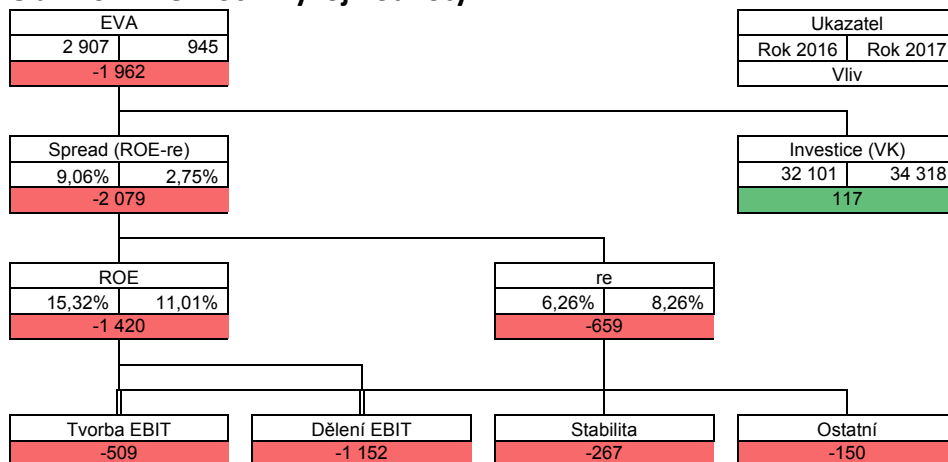 EVA
2 907 945
-1 962
Ukazatel
Rok 2016 Rok 2017
Vliv
Spread (ROE-re)
9,06% 2,75%
-2 079
Investice (VK)
32 101 34 318
117
ROE
15,32% 11,01%
-1 420
re
6,26% 8,26%
-659
Tvorba EBIT
-509
Dělení EBIT
-1 152
Stabilita
-267
Ostatní
-150